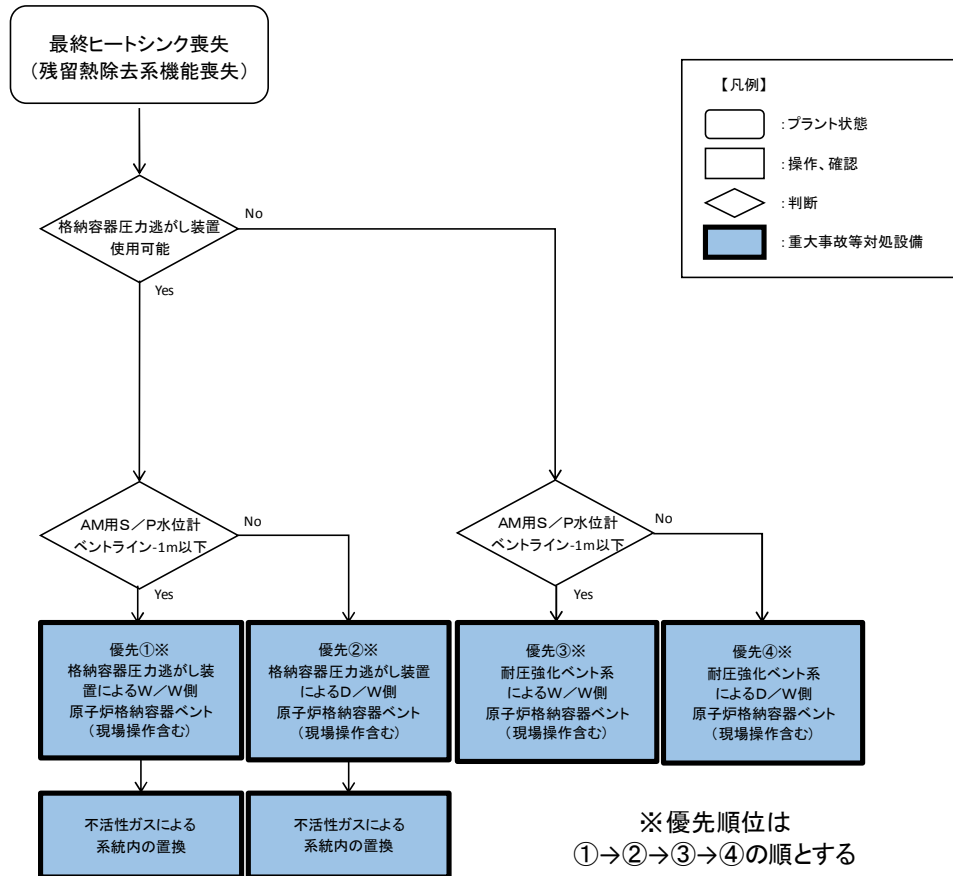 最終ヒートシンク喪失
（残留熱除去系機能喪失）
【凡例】
：プラント状態
：操作、確認
：判断
：重大事故等対処設備
格納容器圧力逃がし装置
使用可能
No
Yes
AM用S／P水位計
ベントライン-1m以下
No
Yes
AM用S／P水位計
ベントライン-1m以下
No
Yes
優先①※
格納容器圧力逃がし装
置によるW／W側
原子炉格納容器ベント
（現場操作含む）
優先②※
格納容器圧力逃がし装置
によるD／W側
原子炉格納容器ベント
（現場操作含む）
優先③※
耐圧強化ベント系
によるW／W側
原子炉格納容器ベント
（現場操作含む）
優先④※
耐圧強化ベント系
によるD／W側
原子炉格納容器ベント
（現場操作含む）
不活性ガスによる
系統内の置換
不活性ガスによる
系統内の置換
※優先順位は
①→②→③→④の順とする